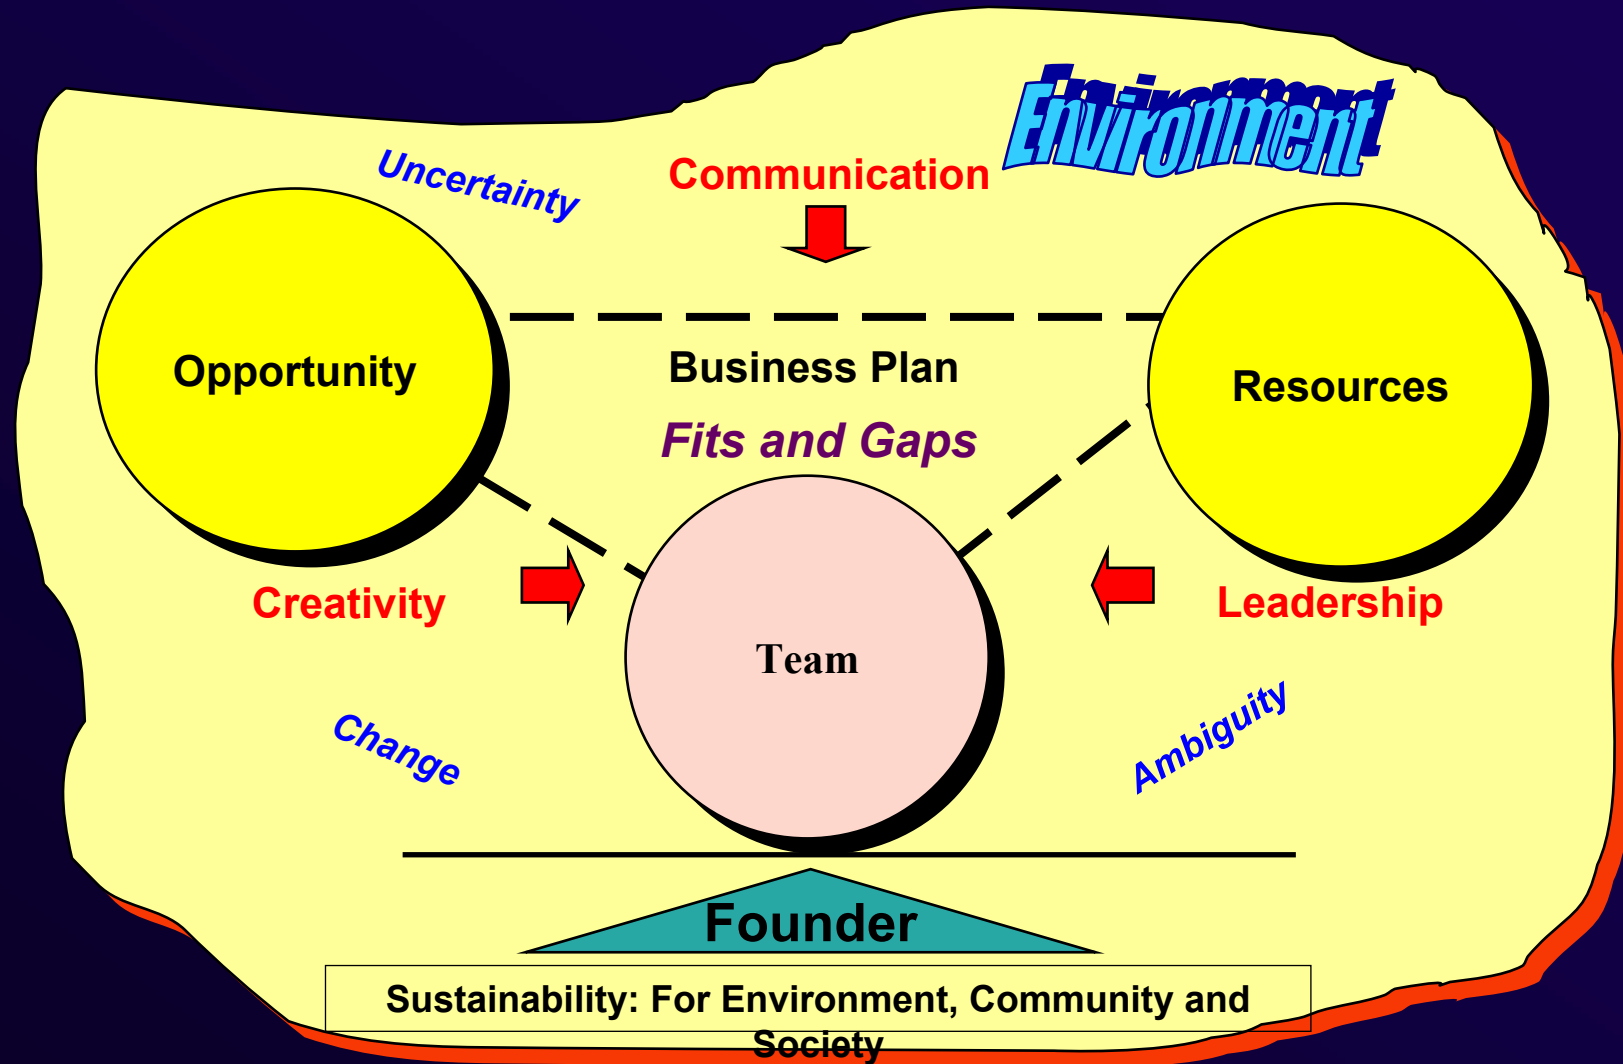 Environment
Uncertainty
Communication
Opportunity
Business Plan
Resources
Fits and Gaps
Creativity
Leadership
Team
Change
Ambiguity
Founder
Sustainability: For Environment, Community and
Society